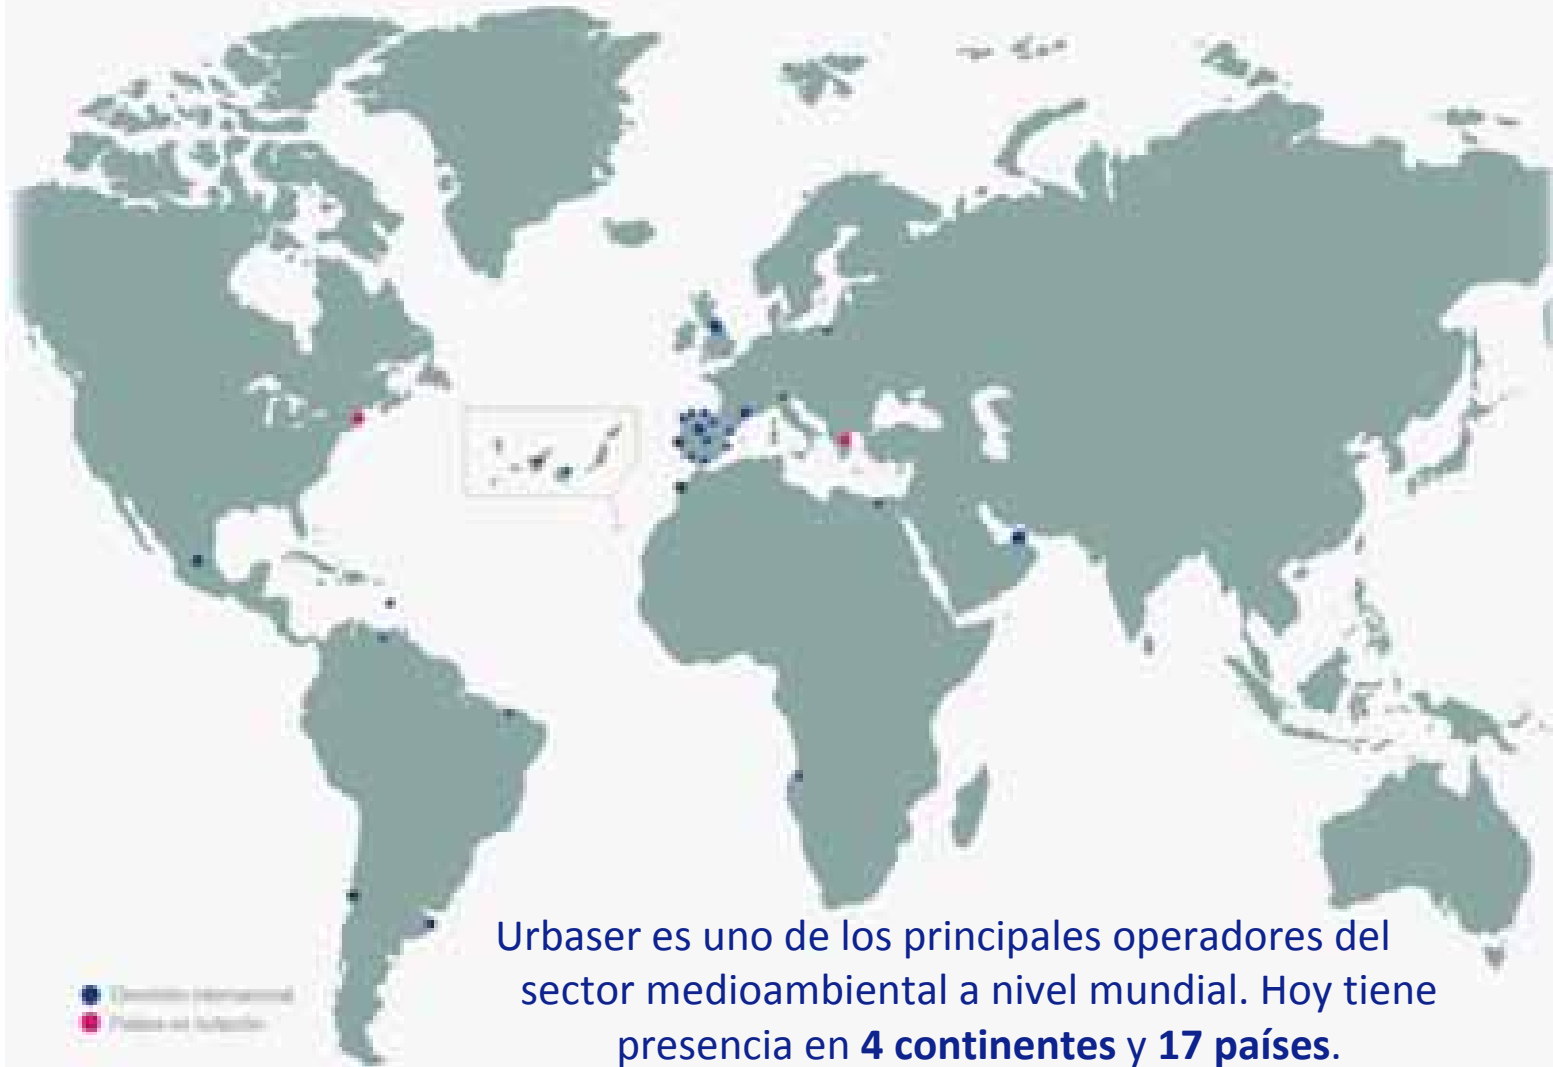 Urbaser es uno de los principales operadores del
sector medioambiental a nivel mundial. Hoy tiene
presencia en 4 continentes y 17 países.